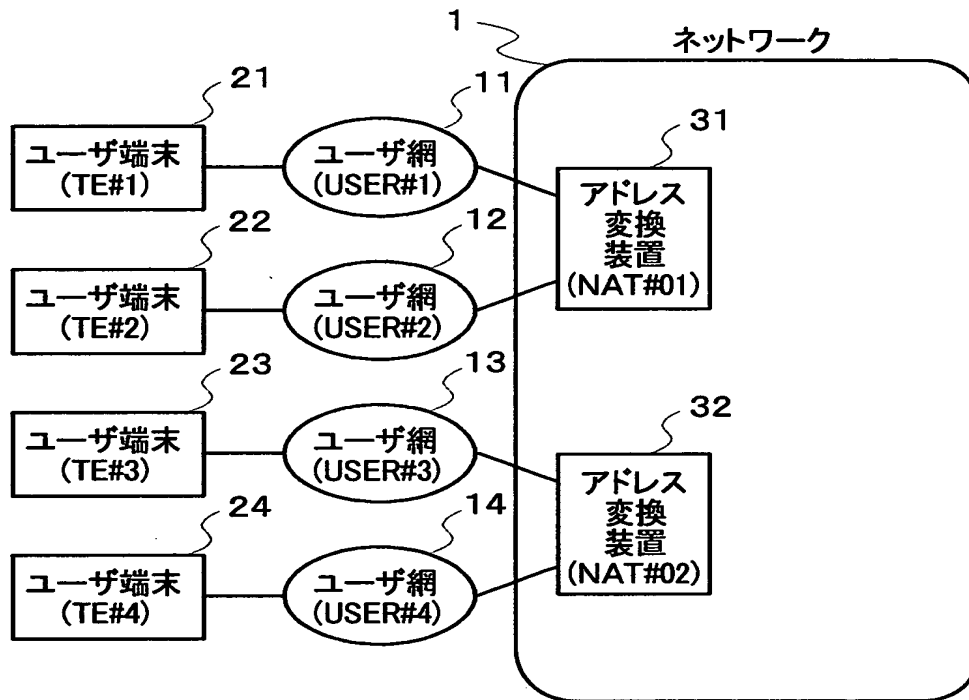 1
ネットワーク
21
ユーザ端末
(TE#1)
11
ユーザ網
(USER#1)
31
アドレス
変換
装置
(NAT#01)
22
ユーザ端末
(TE#2)
12
ユーザ網
(USER#2)
23
ユーザ端末
(TE#3)
13
ユーザ網
(USER#3)
32
アドレス
変換
装置
(NAT#02)
24
ユーザ端末
(TE#4)
14
ユーザ網
(USER#4)